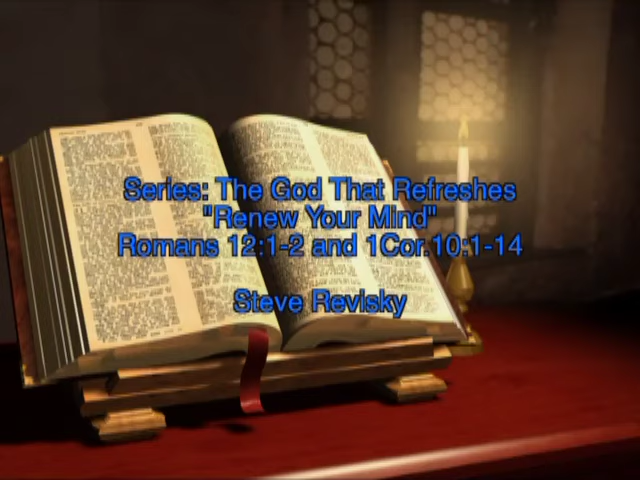 Series: The God That Refreshes
"Renew Your Mind"
Romans 12:1-2 and 1Cor.10:1-14
Steve Revisky